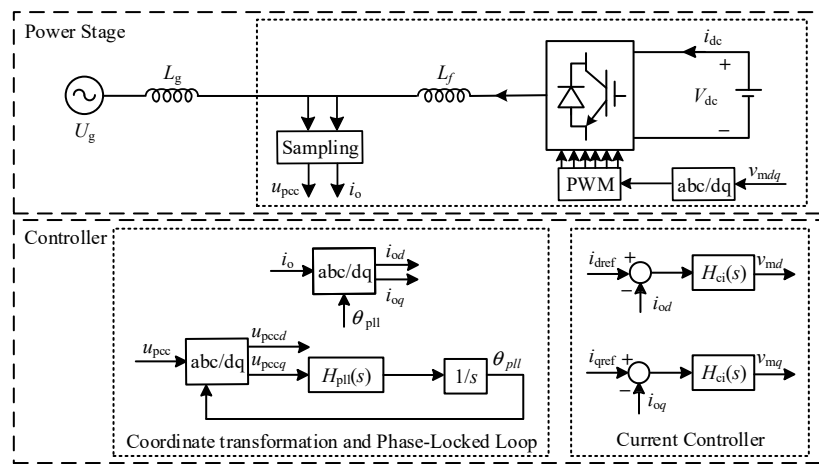 Power Stage
L_g
U_g
Sampling
u_pcc
i_o
L_f
i_dc
+
V_dc
−
PWM
abc/dq
v_mdq
Controller
i_o
abc/dq
i_od
i_oq
θ_pll
u_pcc
abc/dq
u_pccd
u_pccq
H_pll(s)
1/s
θ_pll
Coordinate transformation and Phase-Locked Loop
i_dref
+
−
i_od
H_ci(s)
v_md
i_qref
+
−
i_oq
H_ci(s)
v_mq
Current Controller